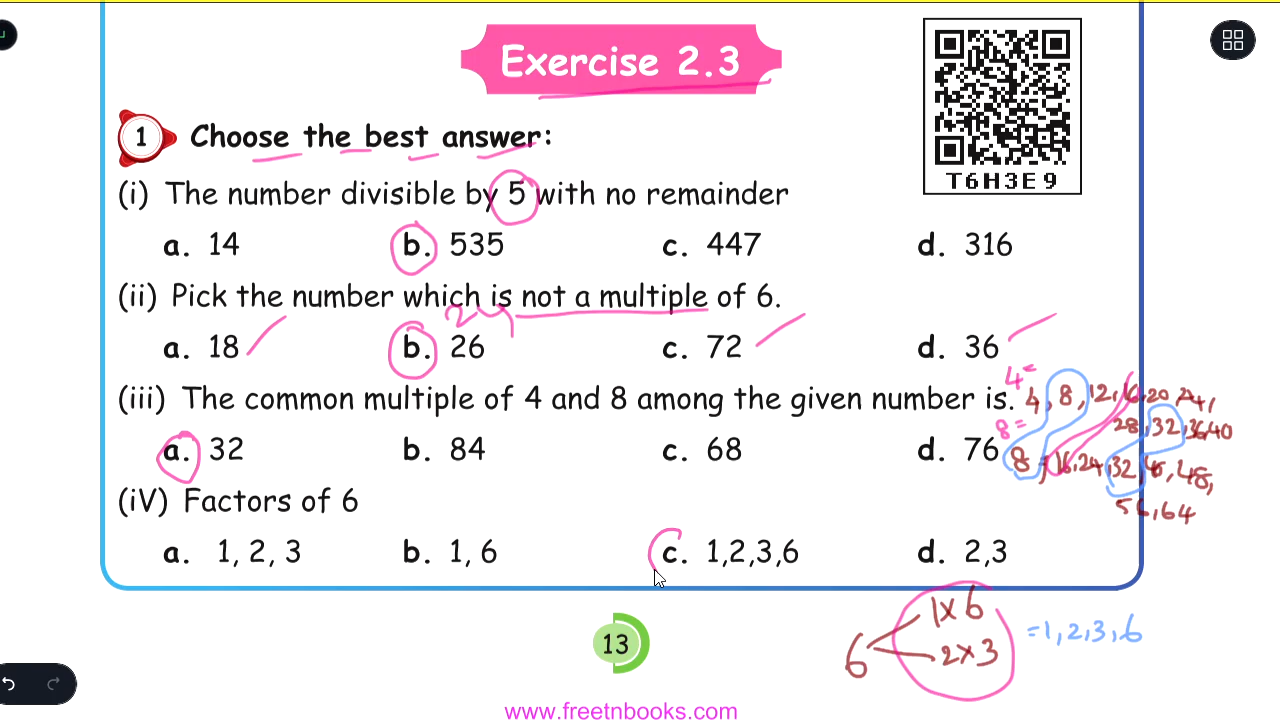 Exercise 2.3
T6H3E9
1 Choose the best answer:
(i) The number divisible by 5 with no remainder
a. 14 b. 535 c. 447 d. 316
(ii) Pick the number which is not a multiple of 6.
24
a. 18 b. 26 c. 72 d. 36
4=
(iii) The common multiple of 4 and 8 among the given number is. 4, 8, 12, 16, 20, 24,
8= 28, 32, 36, 40
a. 32 b. 84 c. 68 d. 76 8, 16, 24, 32, 48,
56, 64
(iV) Factors of 6
a. 1, 2, 3 b. 1, 6 c. 1,2,3,6 d. 2,3
1×6
6 =1,2,3,6
2×3
13
www.freetnbooks.com